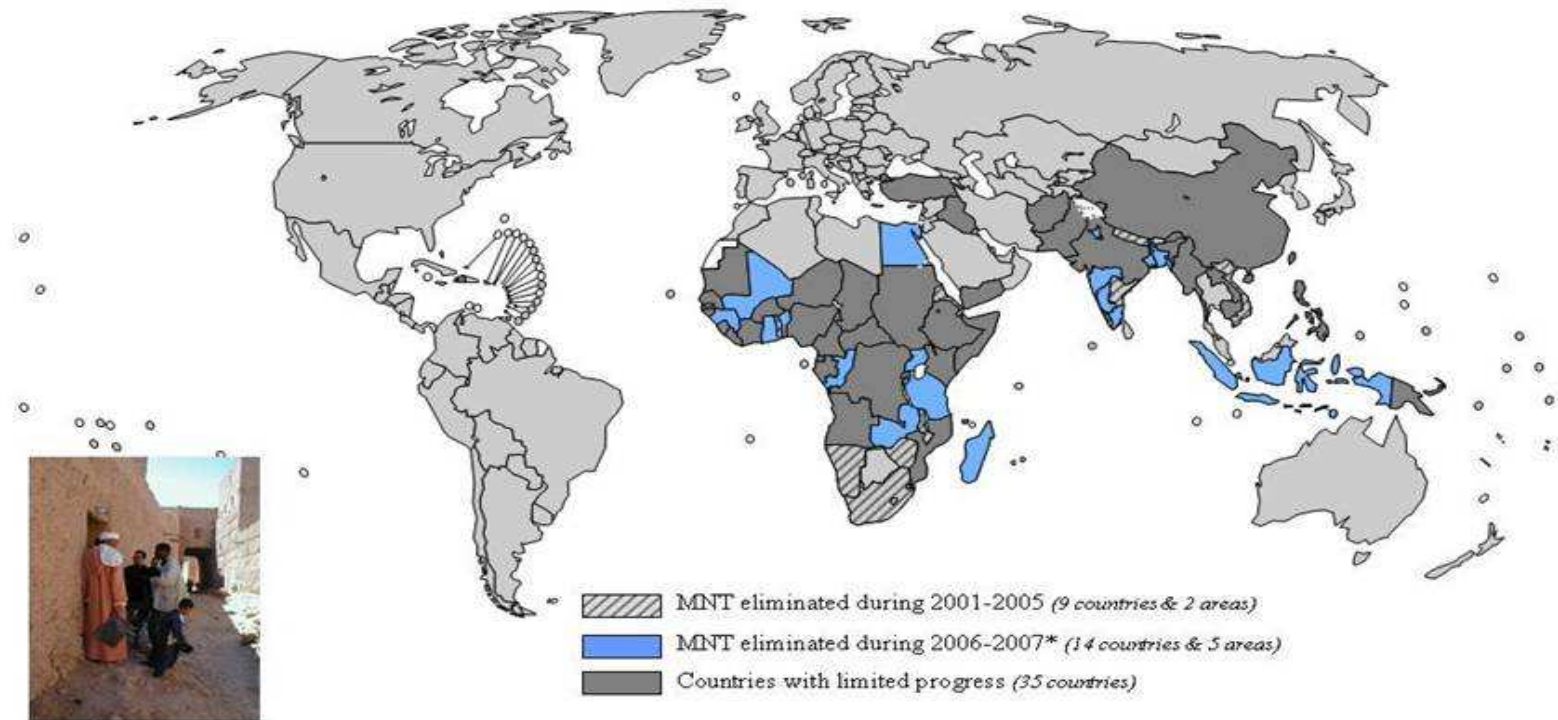 MNT eliminated during 2001-2005 (9 countries & 2 areas)
MNT eliminated during 2006-2007* (14 countries & 5 areas)
Countries with limited progress (35 countries)